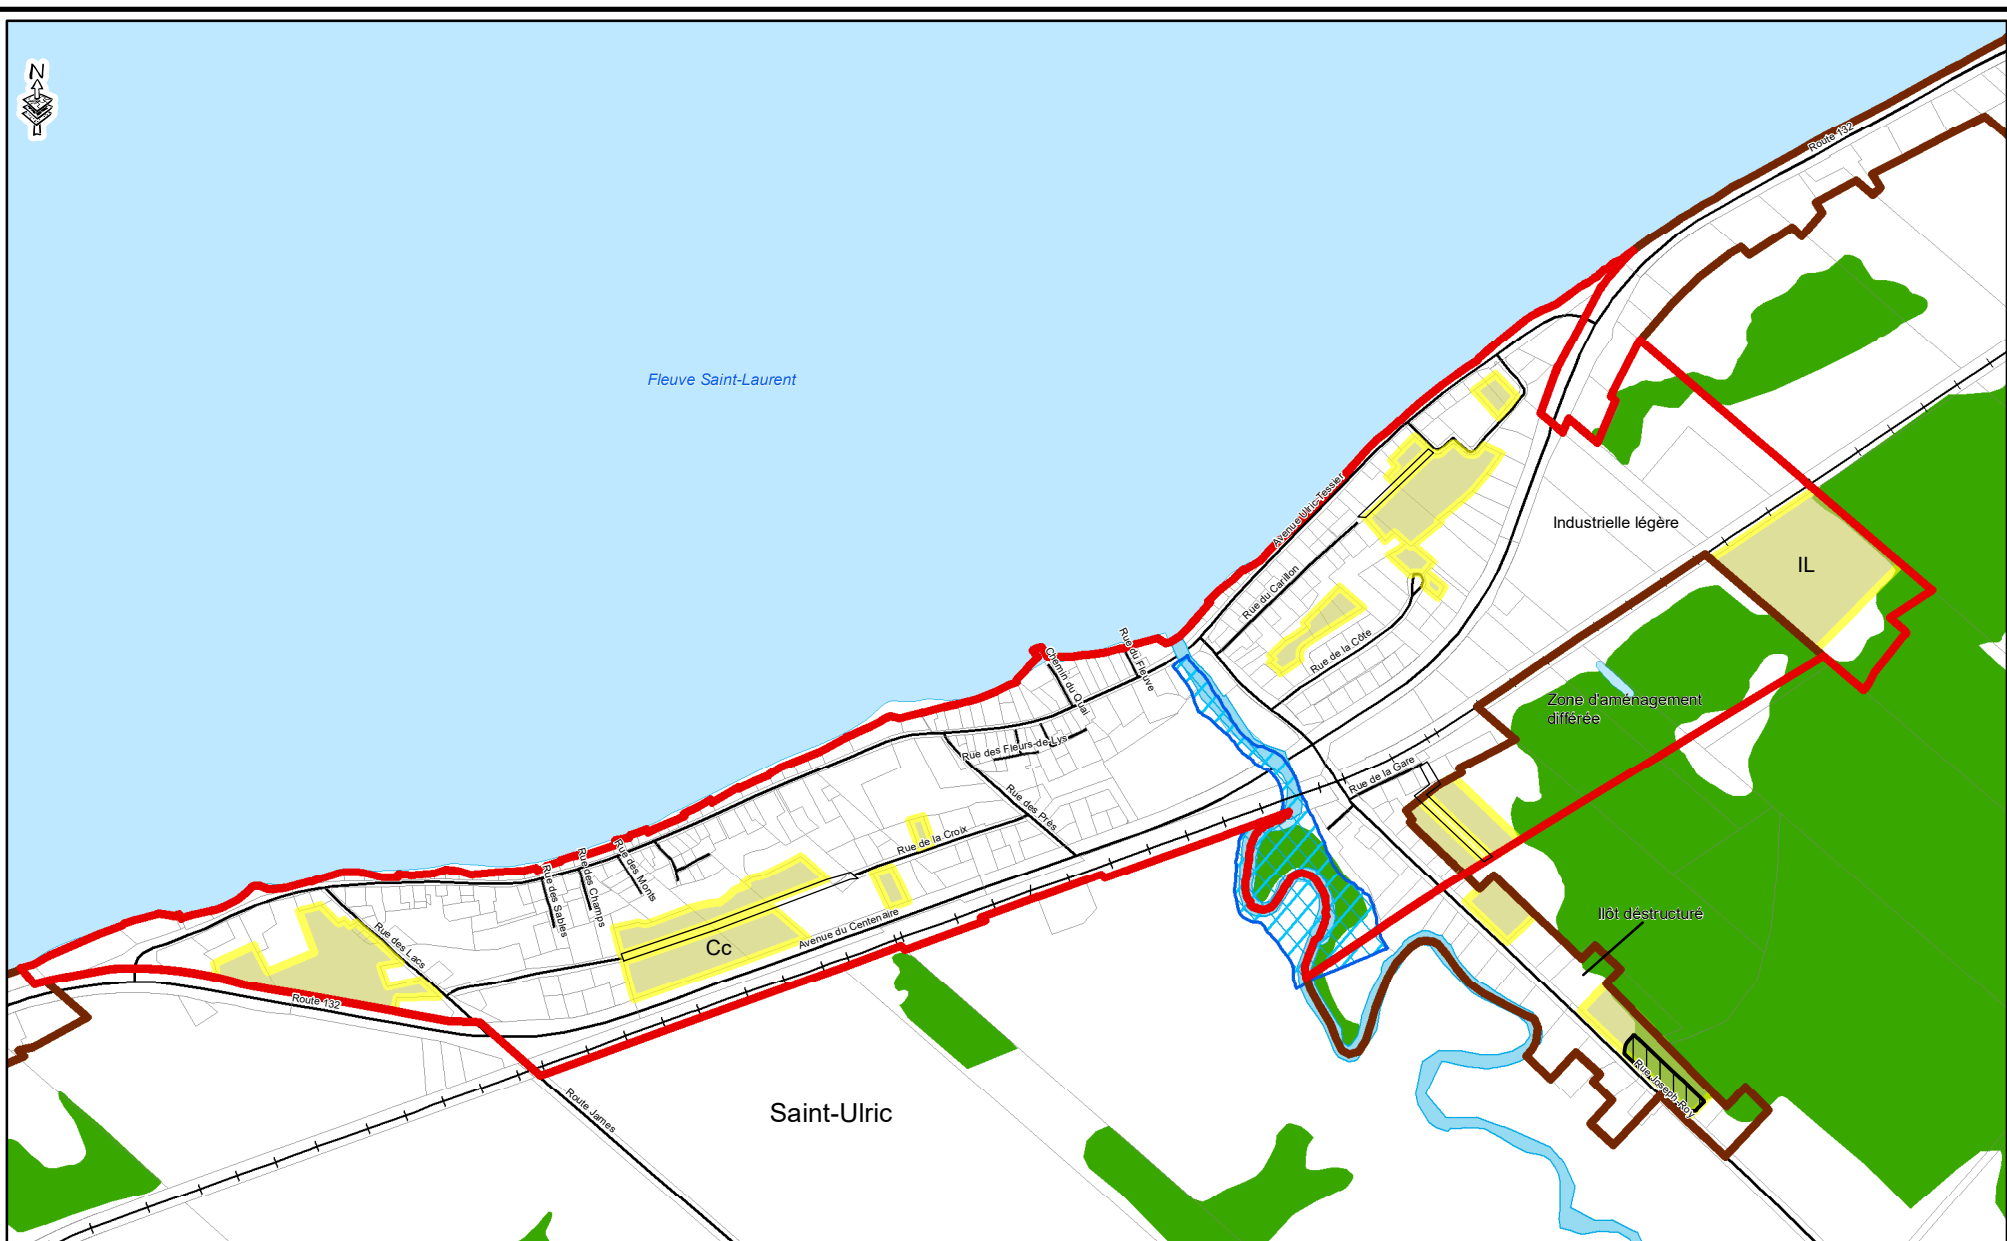 N
Route 132
Fleuve Saint-Laurent
Avenue Ulric-Tessier
Industrielle légère
IL
Rue du Carillon
Rue de la Côte
Rue du Fleuve
Chemin du Quai
Zone d'aménagement
différée
Rue des Fleurs-de-Lys
Rue de la Gare
Rue des Prés
Rue de la Croix
Rue des Monts
Rue des Champs
Rue des Sables
Îlôt déstructuré
Rue des Lacs
Avenue du Centenaire
Cc
Route 132
Rue Joseph-Roy
Route James
Saint-Ulric